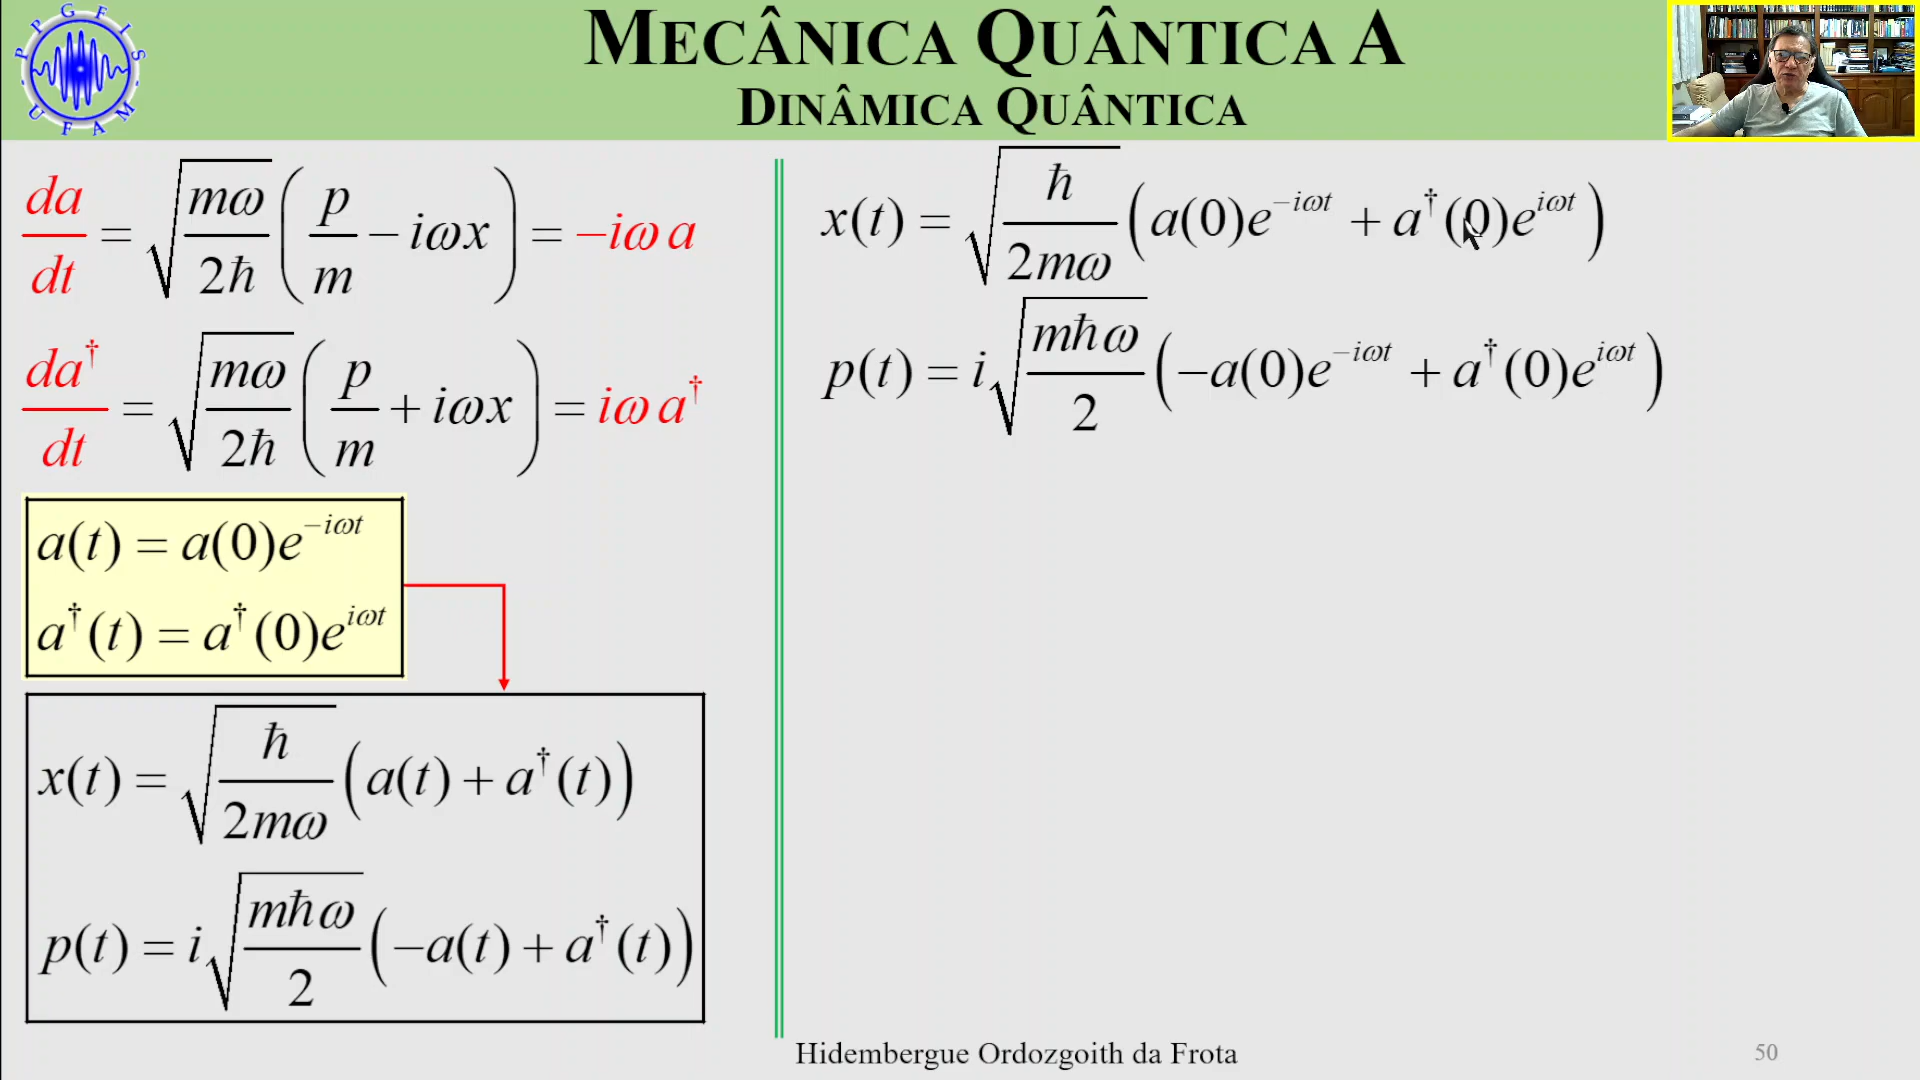 PPGFIS
UFAM
MECÂNICA QUÂNTICA A
DINÂMICA QUÂNTICA
da/dt = √(mω/2ħ) (p/m − iωx) = −iω a
da†/dt = √(mω/2ħ) (p/m + iωx) = iω a†
a(t) = a(0)e^{−iωt}
a†(t) = a†(0)e^{iωt}
x(t) = √(ħ/2mω) (a(t) + a†(t))
p(t) = i√(mħω/2) (−a(t) + a†(t))
x(t) = √(ħ/2mω) (a(0)e^{−iωt} + a†(0)e^{iωt})
p(t) = i√(mħω/2) (−a(0)e^{−iωt} + a†(0)e^{iωt})
Hidembergue Ordozgoith da Frota
50